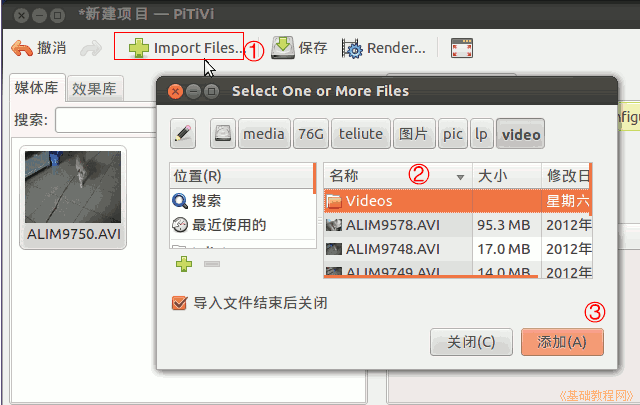 *新建项目 — PiTiVi
撤消 Import Files... ① 保存 Render...
Select One or More Files
媒体库 效果库
搜索:
media 76G teliute 图片 pic lp video
位置(R)
搜索
最近使用的
② 名称 大小 修改日
Videos 星期六
ALIM9578.AVI 95.3 MB 2012年
ALIM9748.AVI 17.0 MB 2012年
ALIM9749.AVI 14.0 MB 2012年
ALIM9750.AVI
导入文件结束后关闭
③
关闭(C) 添加(A)
《基础教程网》